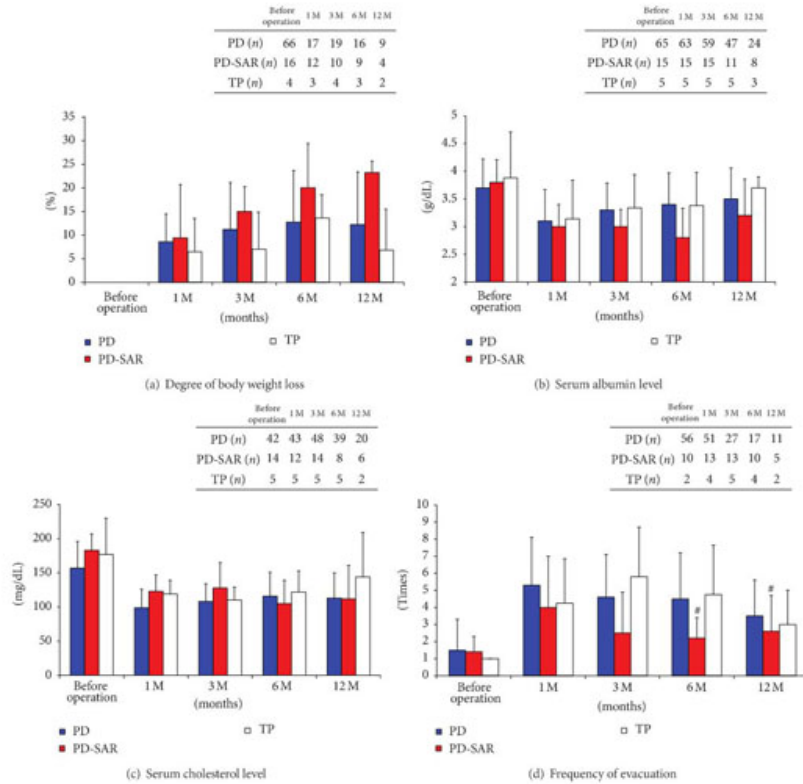 Before operation 1 M 3 M 6 M 12 M
PD (n) 66 17 19 16 9
PD-SAR (n) 16 12 10 9 4
TP (n) 4 3 4 3 2
35
30
25
20
15
10
5
0
(%)
Before operation 1 M 3 M 6 M 12 M
(months)
PD
TP
PD-SAR
(a) Degree of body weight loss
Before operation 1 M 3 M 6 M 12 M
PD (n) 65 63 59 47 24
PD-SAR (n) 15 15 15 11 8
TP (n) 5 5 5 5 3
5
4.5
4
3.5
3
2.5
2
(g/dL)
Before operation 1 M 3 M 6 M 12 M
(months)
PD
TP
PD-SAR
(b) Serum albumin level
Before operation 1 M 3 M 6 M 12 M
PD (n) 42 43 48 39 20
PD-SAR (n) 14 12 14 8 6
TP (n) 5 5 5 5 2
250
200
150
100
50
0
(mg/dL)
Before operation 1 M 3 M 6 M 12 M
(months)
PD
TP
PD-SAR
(c) Serum cholesterol level
Before operation 1 M 3 M 6 M 12 M
PD (n) 56 51 27 17 11
PD-SAR (n) 10 13 13 10 5
TP (n) 2 4 5 4 2
10
9
8
7
6
5
4
3
2
1
0
(Times)
#
#
Before operation 1 M 3 M 6 M 12 M
(months)
PD
TP
PD-SAR
(d) Frequency of evacuation